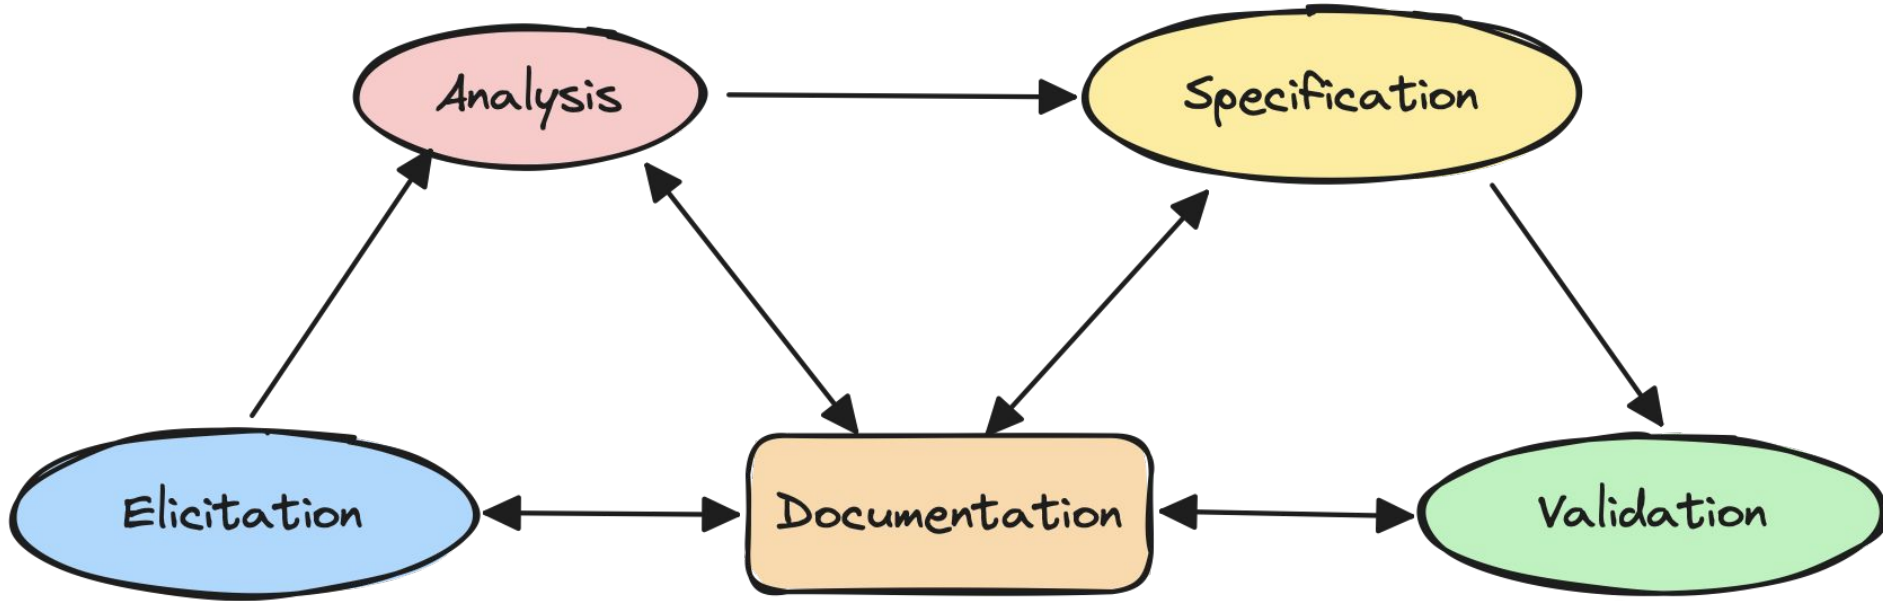 Analysis
Specification
Elicitation
Documentation
Validation